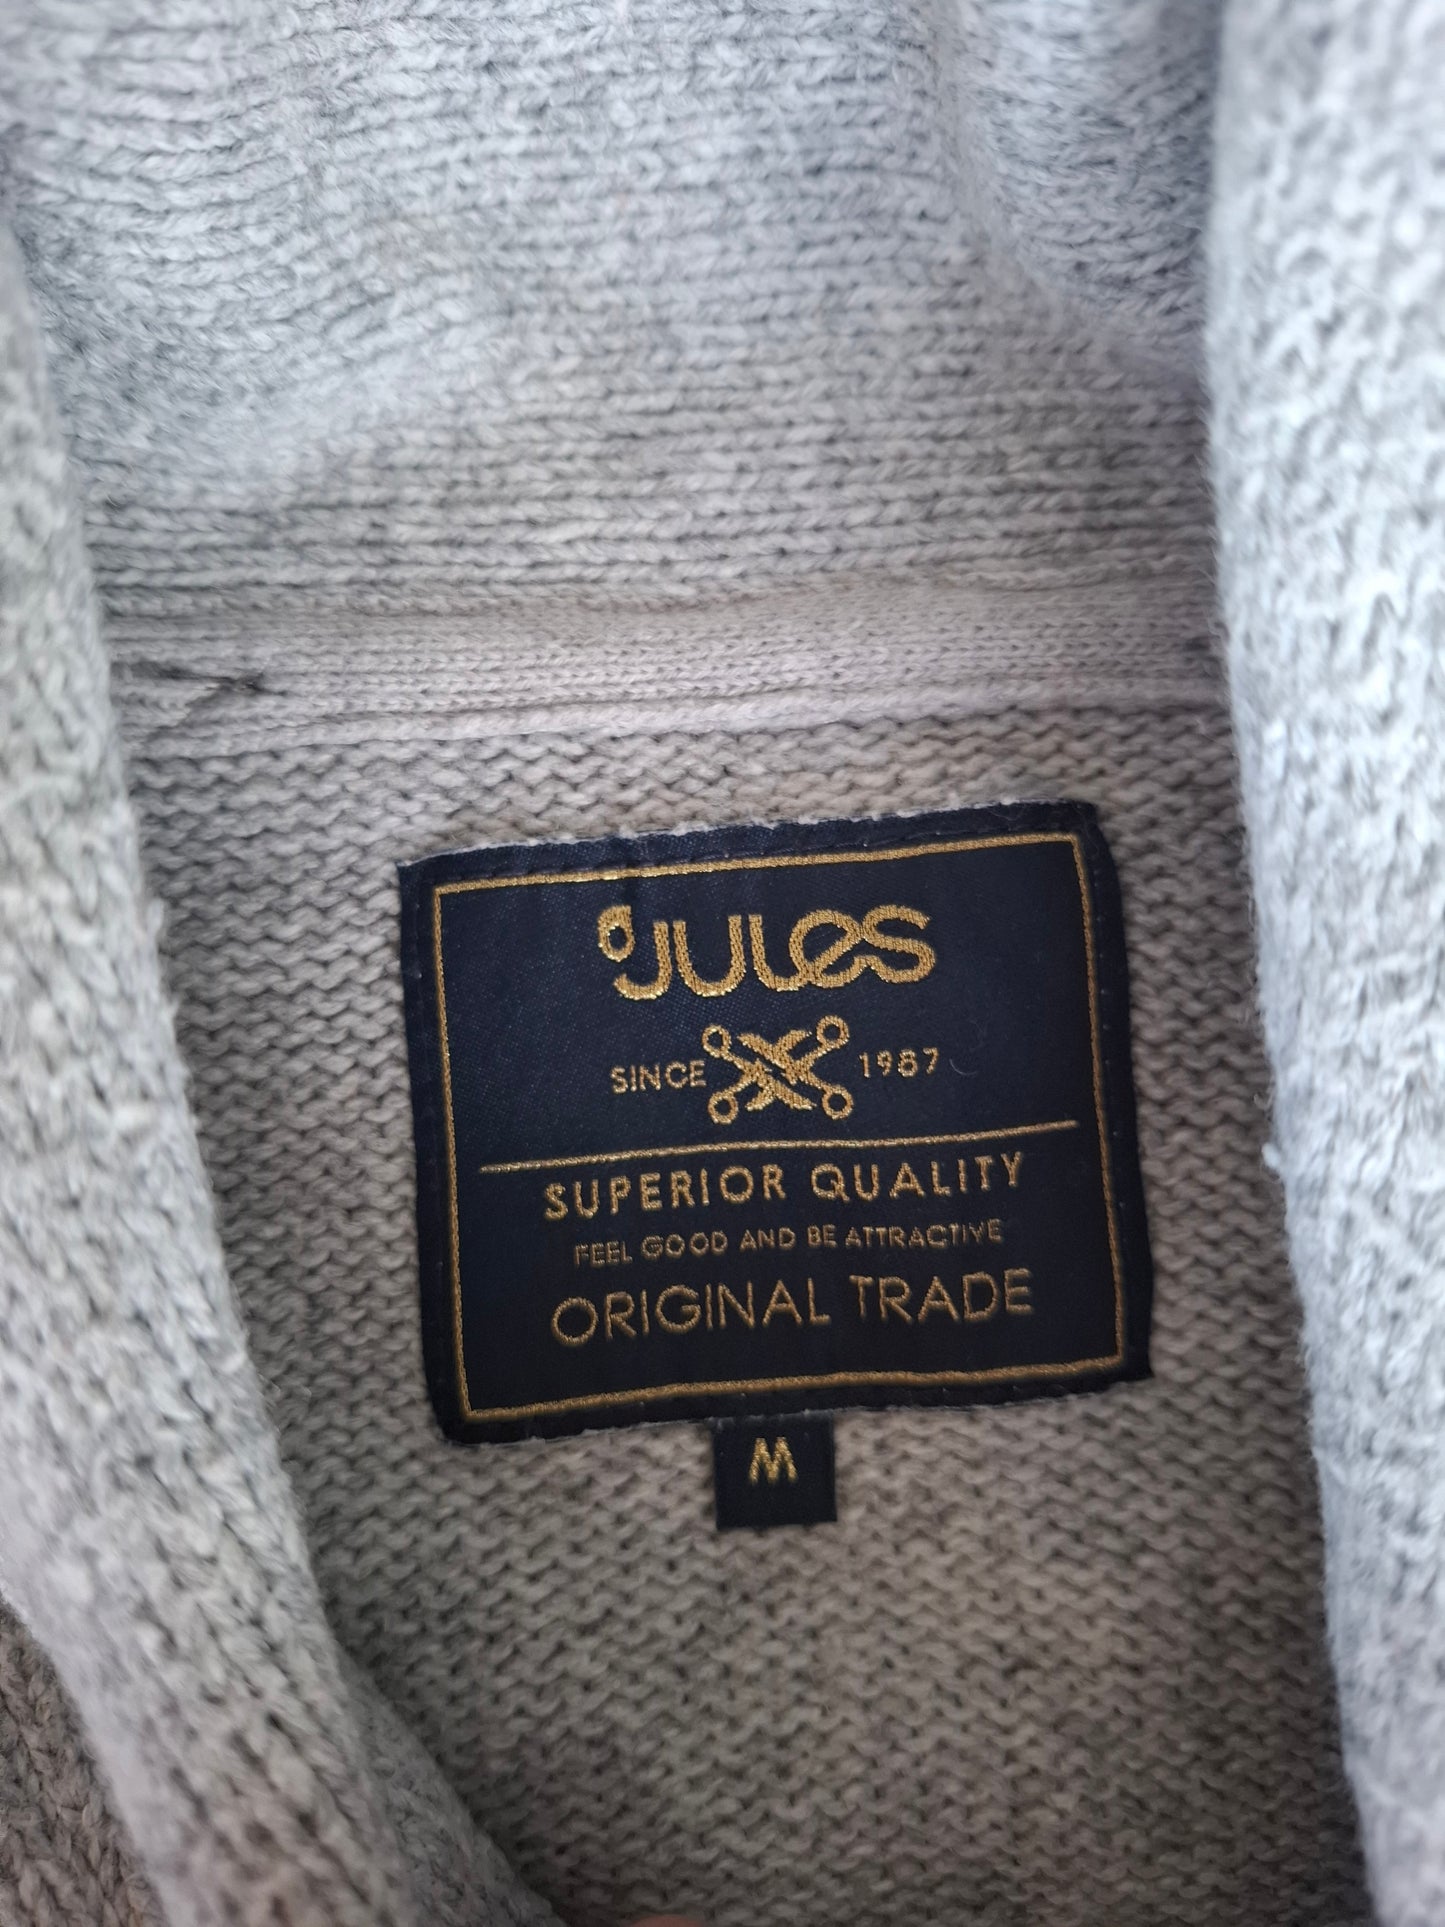 JULES
SINCE 1987
SUPERIOR QUALITY
FEEL GOOD AND BE ATTRACTIVE
ORIGINAL TRADE
M